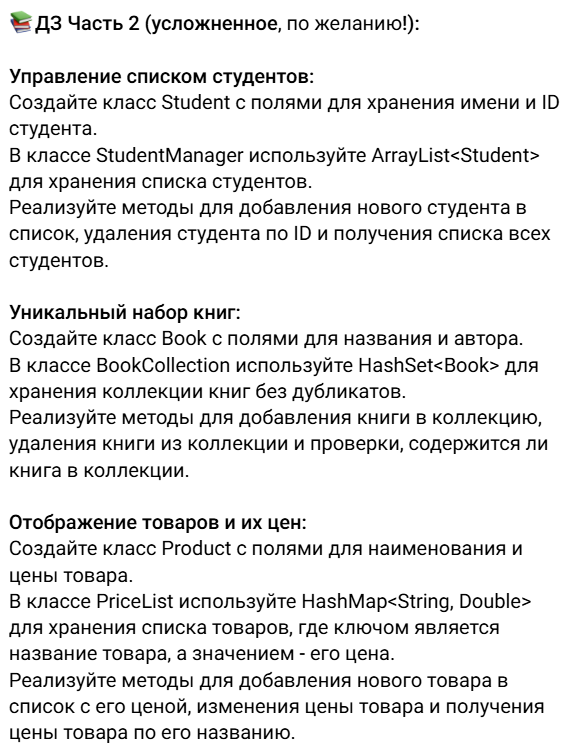 📚ДЗ Часть 2 (усложненное, по желанию!):
Управление списком студентов:
Создайте класс Student с полями для хранения имени и ID
студента.
В классе StudentManager используйте ArrayList<Student>
для хранения списка студентов.
Реализуйте методы для добавления нового студента в
список, удаления студента по ID и получения списка всех
студентов.
Уникальный набор книг:
Создайте класс Book с полями для названия и автора.
В классе BookCollection используйте HashSet<Book> для
хранения коллекции книг без дубликатов.
Реализуйте методы для добавления книги в коллекцию,
удаления книги из коллекции и проверки, содержится ли
книга в коллекции.
Отображение товаров и их цен:
Создайте класс Product с полями для наименования и
цены товара.
В классе PriceList используйте HashMap<String, Double>
для хранения списка товаров, где ключом является
название товара, а значением - его цена.
Реализуйте методы для добавления нового товара в
список с его ценой, изменения цены товара и получения
цены товара по его названию.